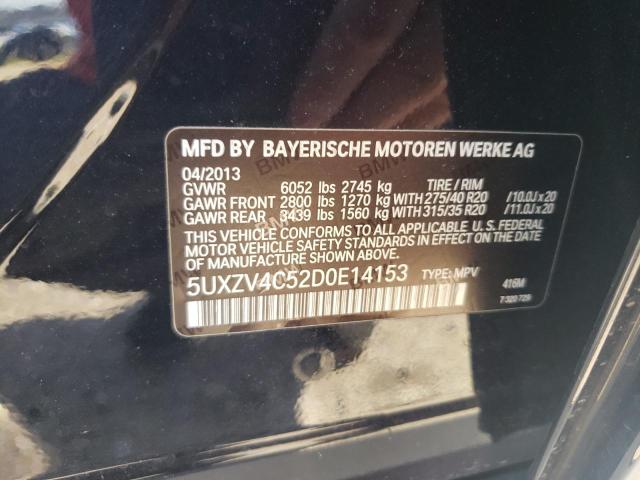 MFD BY BAYERISCHE MOTOREN WERKE AG
04/2013
GVWR 6052 lbs 2745 kg TIRE / RIM
GAWR FRONT 2800 lbs 1270 kg WITH 275/40 R20 /10.0J x 20
GAWR REAR 3439 lbs 1560 kg WITH 315/35 R20 /11.0J x 20
THIS VEHICLE CONFORMS TO ALL APPLICABLE U.S. FEDERAL
MOTOR VEHICLE SAFETY STANDARDS IN EFFECT ON THE DATE
OF MANUFACTURE SHOWN ABOVE
5UXZV4C52D0E14153 TYPE: MPV 416M
7 320 729